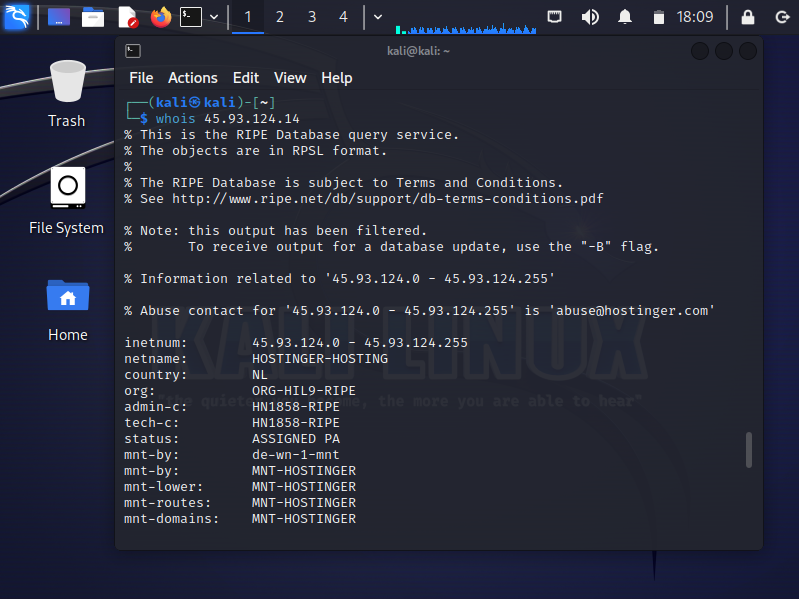 1 2 3 4 18:09
kali@kali: ~
File Actions Edit View Help
┌──(kali㉿kali)-[~]
└─$ whois 45.93.124.14
% This is the RIPE Database query service.
% The objects are in RPSL format.
%
% The RIPE Database is subject to Terms and Conditions.
% See http://www.ripe.net/db/support/db-terms-conditions.pdf
% Note: this output has been filtered.
%       To receive output for a database update, use the "-B" flag.
% Information related to '45.93.124.0 - 45.93.124.255'
% Abuse contact for '45.93.124.0 - 45.93.124.255' is 'abuse@hostinger.com'
inetnum:        45.93.124.0 - 45.93.124.255
netname:        HOSTINGER-HOSTING
country:        NL
org:            ORG-HIL9-RIPE
admin-c:        HN1858-RIPE
tech-c:         HN1858-RIPE
status:         ASSIGNED PA
mnt-by:         de-wn-1-mnt
mnt-by:         MNT-HOSTINGER
mnt-lower:      MNT-HOSTINGER
mnt-routes:     MNT-HOSTINGER
mnt-domains:    MNT-HOSTINGER
Trash
File System
Home
KALI LINUX
"the quieter you become, the more you are able to hear"